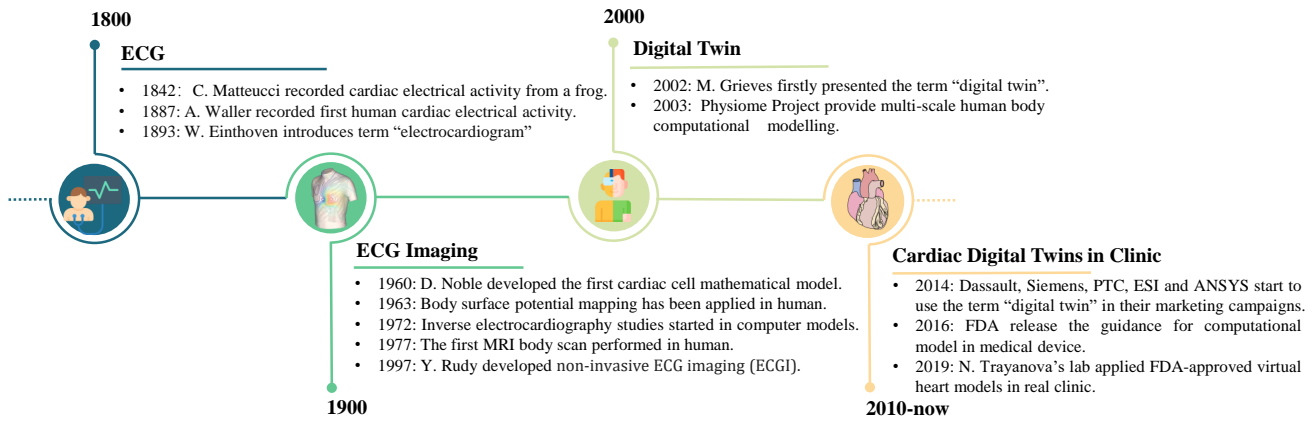 1800
ECG
• 1842: C. Matteucci recorded cardiac electrical activity from a frog.
• 1887: A. Waller recorded first human cardiac electrical activity.
• 1893: W. Einthoven introduces term “electrocardiogram”
2000
Digital Twin
• 2002: M. Grieves firstly presented the term “digital twin”.
• 2003: Physiome Project provide multi-scale human body
computational modelling.
ECG Imaging
• 1960: D. Noble developed the first cardiac cell mathematical model.
• 1963: Body surface potential mapping has been applied in human.
• 1972: Inverse electrocardiography studies started in computer models.
• 1977: The first MRI body scan performed in human.
• 1997: Y. Rudy developed non-invasive ECG imaging (ECGI).
1900
Cardiac Digital Twins in Clinic
• 2014: Dassault, Siemens, PTC, ESI and ANSYS start to
use the term “digital twin” in their marketing campaigns.
• 2016: FDA release the guidance for computational
model in medical device.
• 2019: N. Trayanova’s lab applied FDA-approved virtual
heart models in real clinic.
2010-now